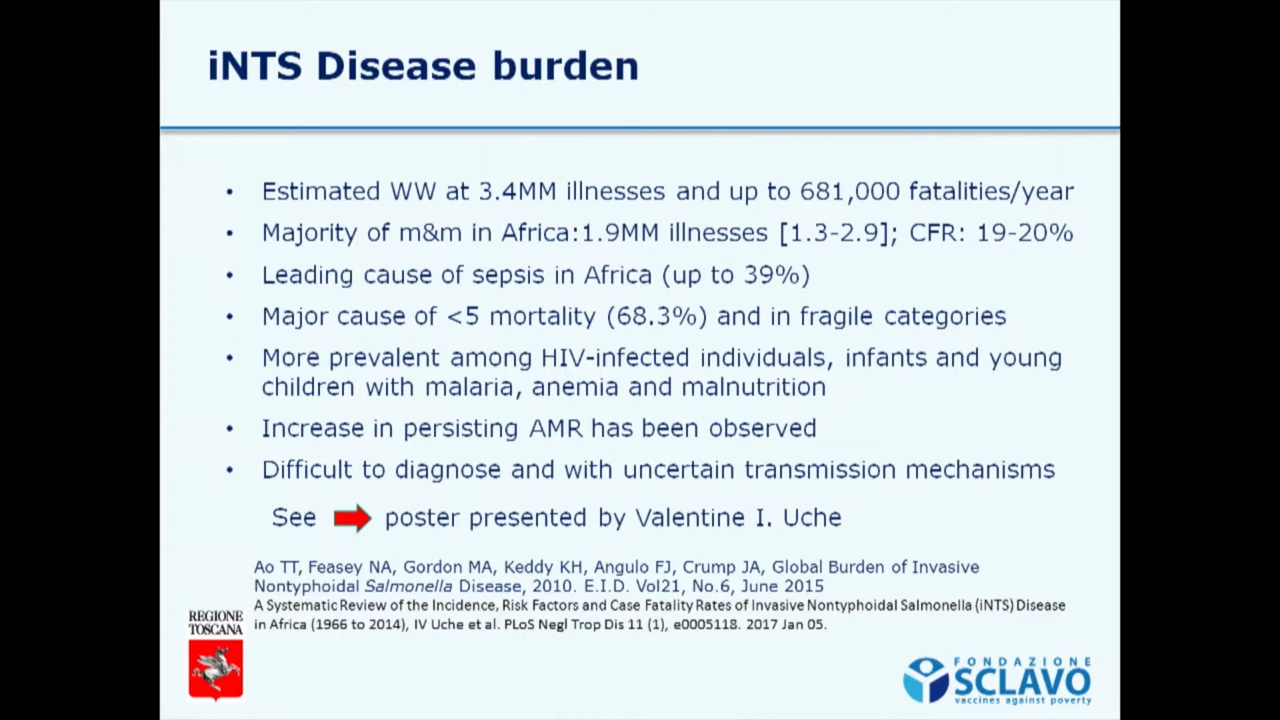 iNTS Disease burden
• Estimated WW at 3.4MM illnesses and up to 681,000 fatalities/year
• Majority of m&m in Africa:1.9MM illnesses [1.3-2.9]; CFR: 19-20%
• Leading cause of sepsis in Africa (up to 39%)
• Major cause of <5 mortality (68.3%) and in fragile categories
• More prevalent among HIV-infected individuals, infants and young
children with malaria, anemia and malnutrition
• Increase in persisting AMR has been observed
• Difficult to diagnose and with uncertain transmission mechanisms
See poster presented by Valentine I. Uche
Ao TT, Feasey NA, Gordon MA, Keddy KH, Angulo FJ, Crump JA, Global Burden of Invasive
Nontyphoidal Salmonella Disease, 2010. E.I.D. Vol21, No.6, June 2015
A Systematic Review of the Incidence, Risk Factors and Case Fatality Rates of Invasive Nontyphoidal Salmonella (iNTS) Disease
in Africa (1966 to 2014), IV Uche et al. PLoS Negl Trop Dis 11 (1), e0005118. 2017 Jan 05.
REGIONE
TOSCANA
FONDAZIONE
SCLAVO
vaccines against poverty